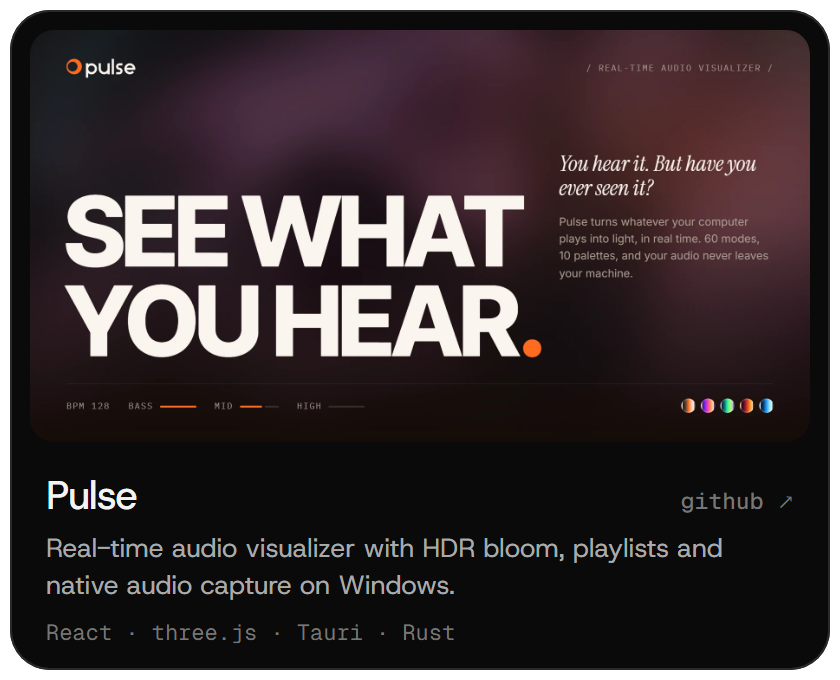 pulse
/ REAL-TIME AUDIO VISUALIZER /
You hear it. But have you
ever seen it?
SEE WHAT
YOU HEAR.
Pulse turns whatever your computer
plays into light, in real time. 60 modes,
10 palettes, and your audio never leaves
your machine.
BPM 128 BASS MID HIGH
Pulse
github ↗
Real-time audio visualizer with HDR bloom, playlists and
native audio capture on Windows.
React · three.js · Tauri · Rust